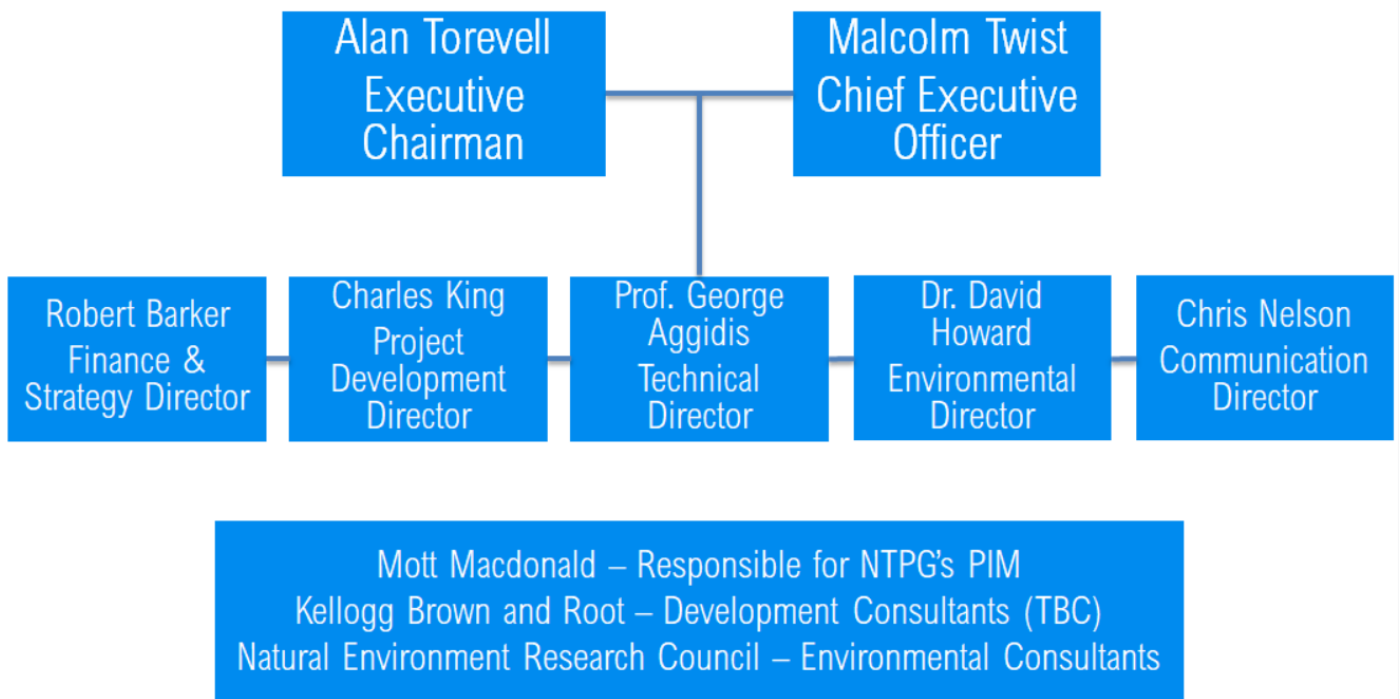 Alan Torevell
Executive
Chairman
Malcolm Twist
Chief Executive
Officer
Robert Barker
Finance &
Strategy Director
Charles King
Project
Development
Director
Prof. George
Aggidis
Technical
Director
Dr. David
Howard
Environmental
Director
Chris Nelson
Communication
Director
Mott Macdonald – Responsible for NTPG's PIM
Kellogg Brown and Root – Development Consultants (TBC)
Natural Environment Research Council – Environmental Consultants